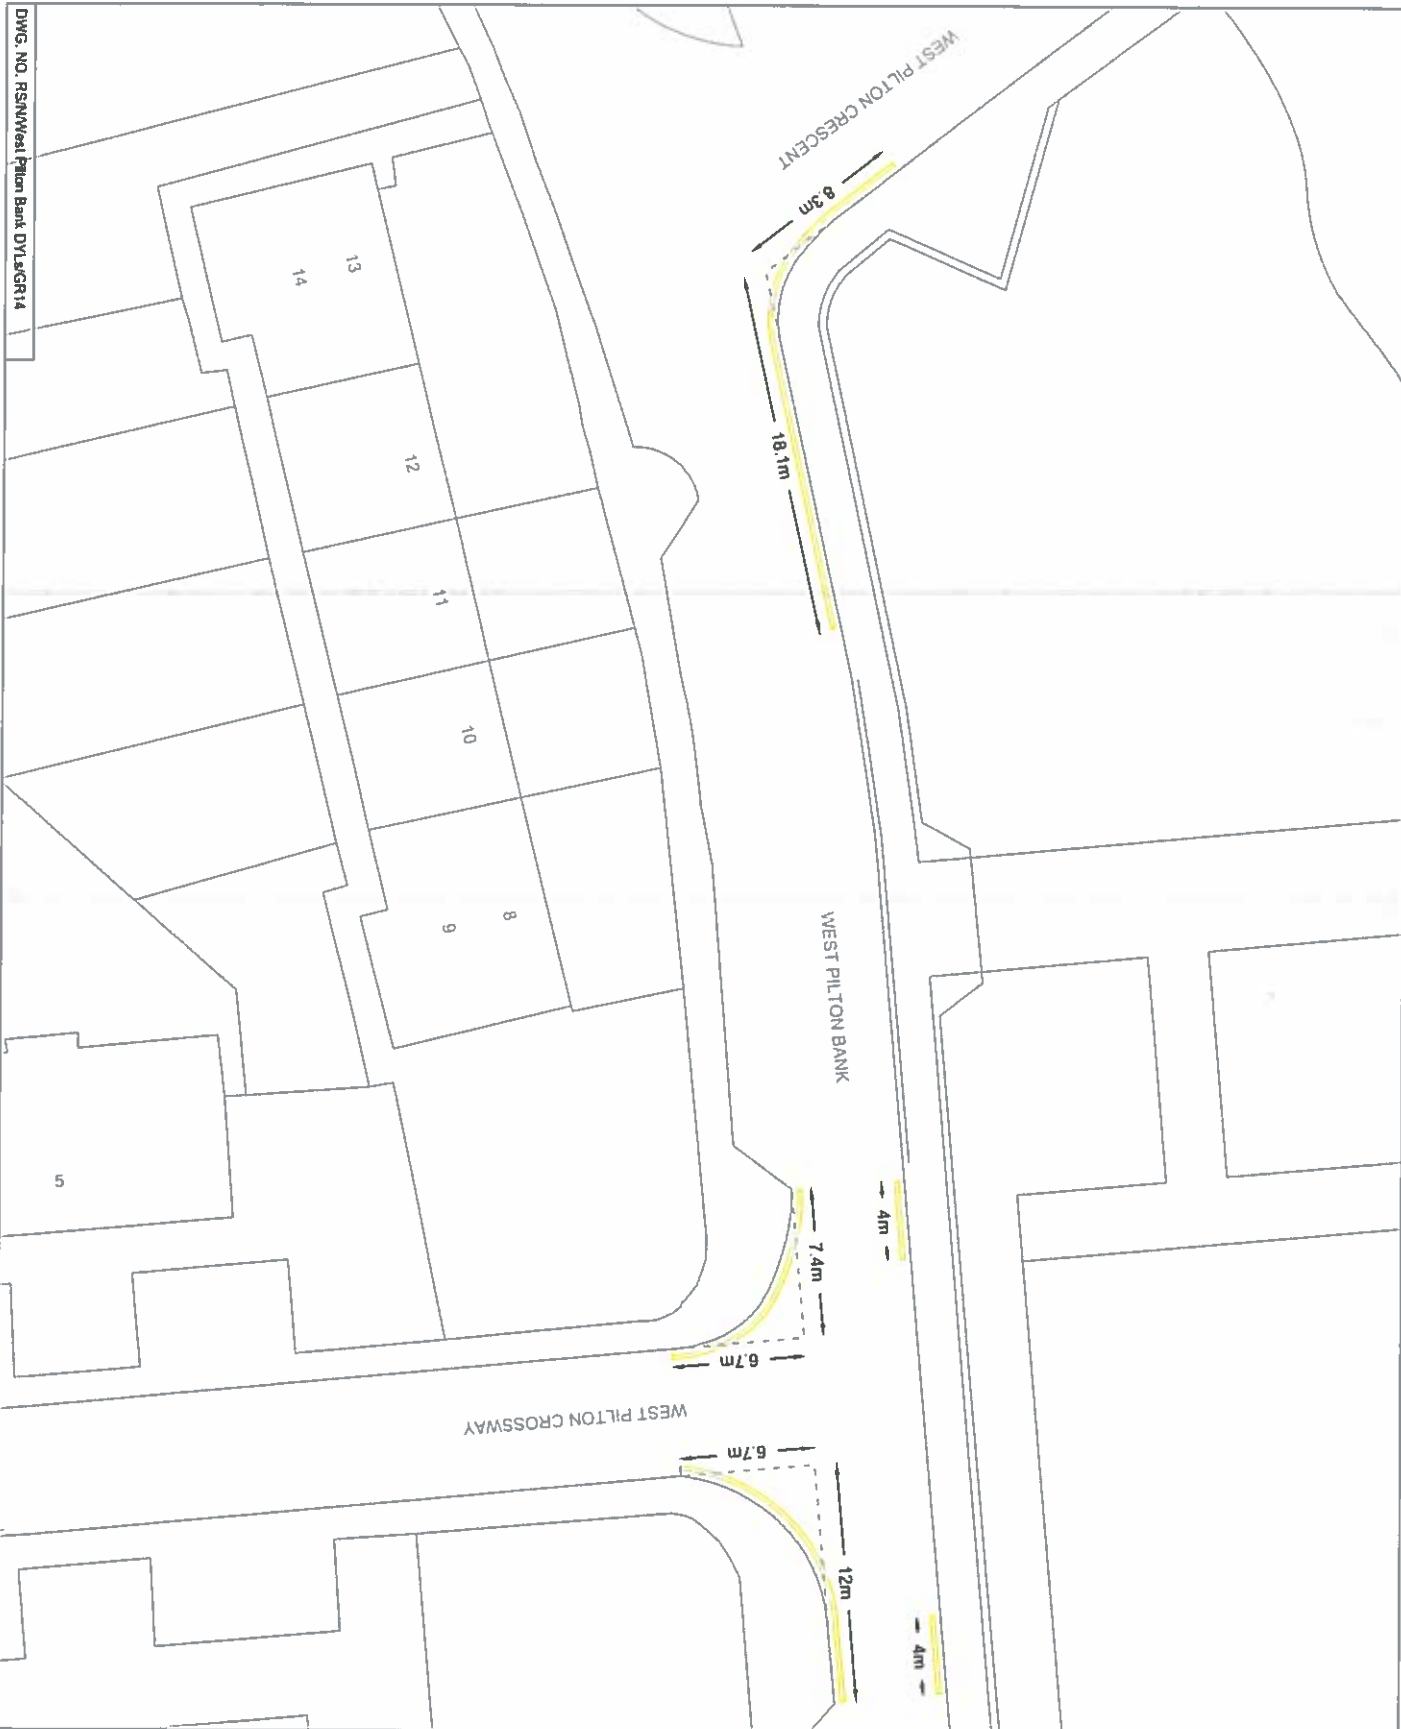 DWG. NO. RS/N/West Pilton Bank DYLs/GR14
WEST PILTON CRESCENT
8.3m
18.1m
13
14
12
11
10
8
9
5
WEST PILTON BANK
4m
7.4m
6.7m
WEST PILTON CROSSWAY
6.7m
12m
4m